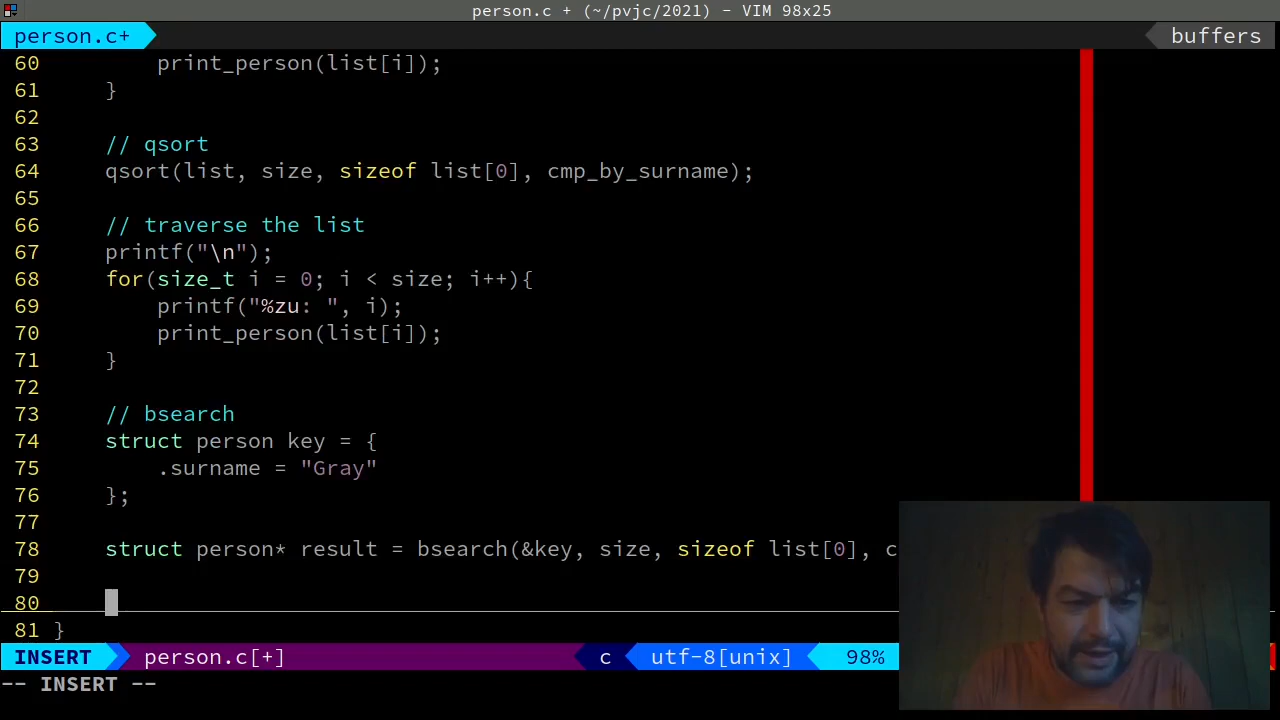 person.c + (~/pvjc/2021) - VIM 98x25
person.c+ buffers
60 print_person(list[i]);
61 }
62
63 // qsort
64 qsort(list, size, sizeof list[0], cmp_by_surname);
65
66 // traverse the list
67 printf("\n");
68 for(size_t i = 0; i < size; i++){
69 printf("%zu: ", i);
70 print_person(list[i]);
71 }
72
73 // bsearch
74 struct person key = {
75 .surname = "Gray"
76 };
77
78 struct person* result = bsearch(&key, size, sizeof list[0], c
79
80
81 }
INSERT person.c[+] c utf-8[unix] 98%
-- INSERT --